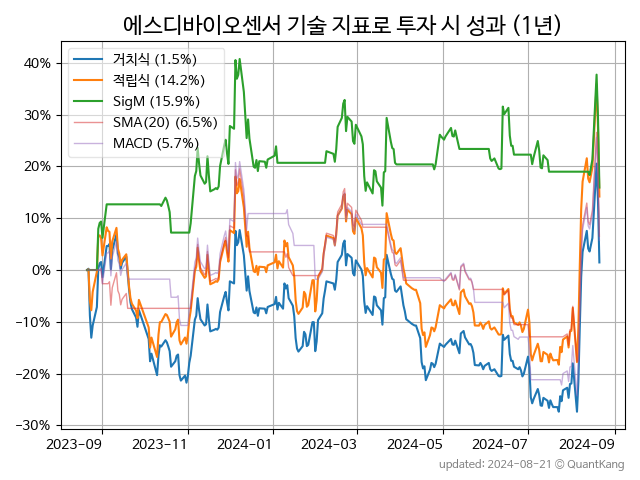 에스디바이오센서 기술 지표로 투자 시 성과 (1년)
거치식 (1.5%)
적립식 (14.2%)
SigM (15.9%)
SMA(20) (6.5%)
MACD (5.7%)
40%
30%
20%
10%
0%
−10%
−20%
−30%
2023-09 2023-11 2024-01 2024-03 2024-05 2024-07 2024-09
updated: 2024-08-21 © QuantKang